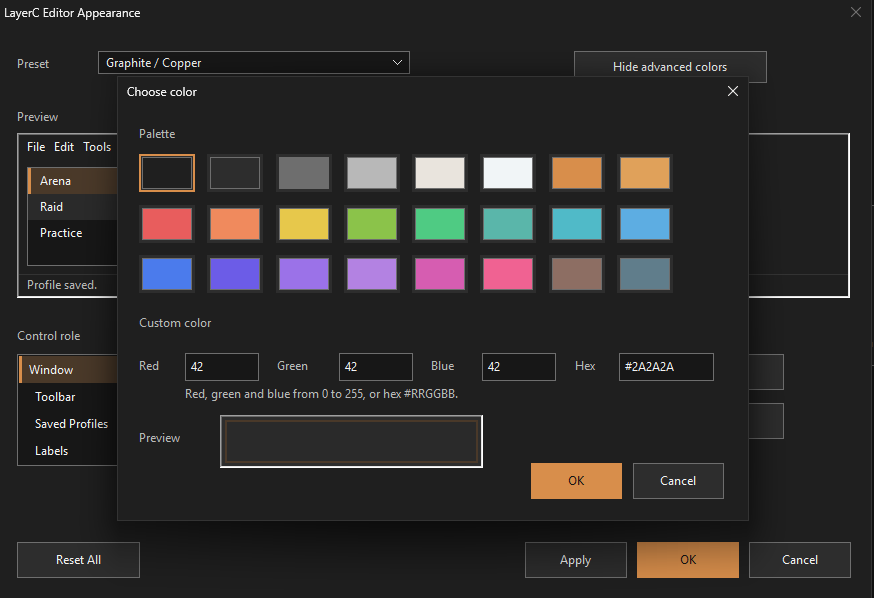 LayerC Editor Appearance
Preset
Graphite / Copper
Hide advanced colors
Choose color
Preview
File Edit Tools
Palette
Arena
Raid
Practice
Profile saved.
Custom color
Control role
Red
42
Green
42
Blue
42
Hex
#2A2A2A
Window
Red, green and blue from 0 to 255, or hex #RRGGBB.
Toolbar
Saved Profiles
Labels
Preview
OK
Cancel
Reset All
Apply
OK
Cancel